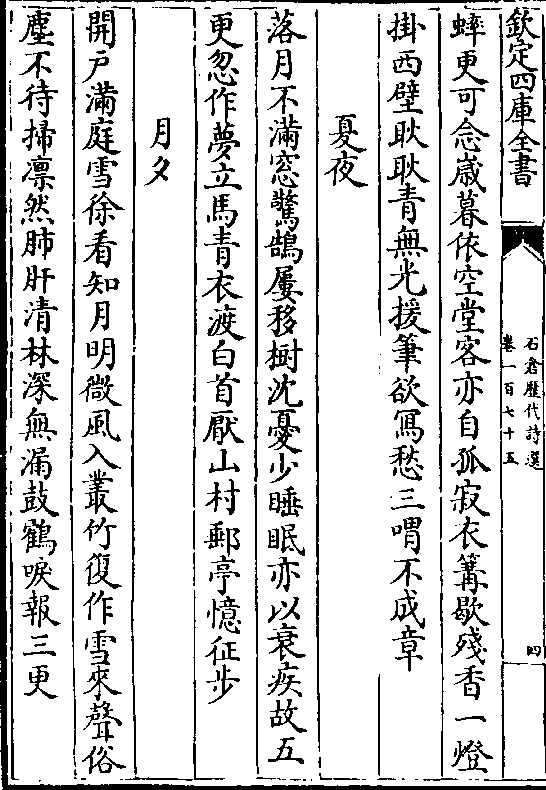 欽定四庫全書
石倉歷代詩選
卷一百七十五
四
蟀更可念嵗暮依空堂客亦自孤寂衣篝歇殘香一燈
掛西壁耿耿青無光援筆欲寫愁三喟不成章
夏夜
落月不滿窓驚鵲屢移樹沈憂少睡眠亦以衰疾故五
更忽作夢立馬青衣渡白首厭山村郵亭憶征步
月夕
開戶滿庭雪徐看知月明微風入叢竹復作雪來聲俗
塵不待掃凛然肺肝清林深無漏鼓鶴唳報三更